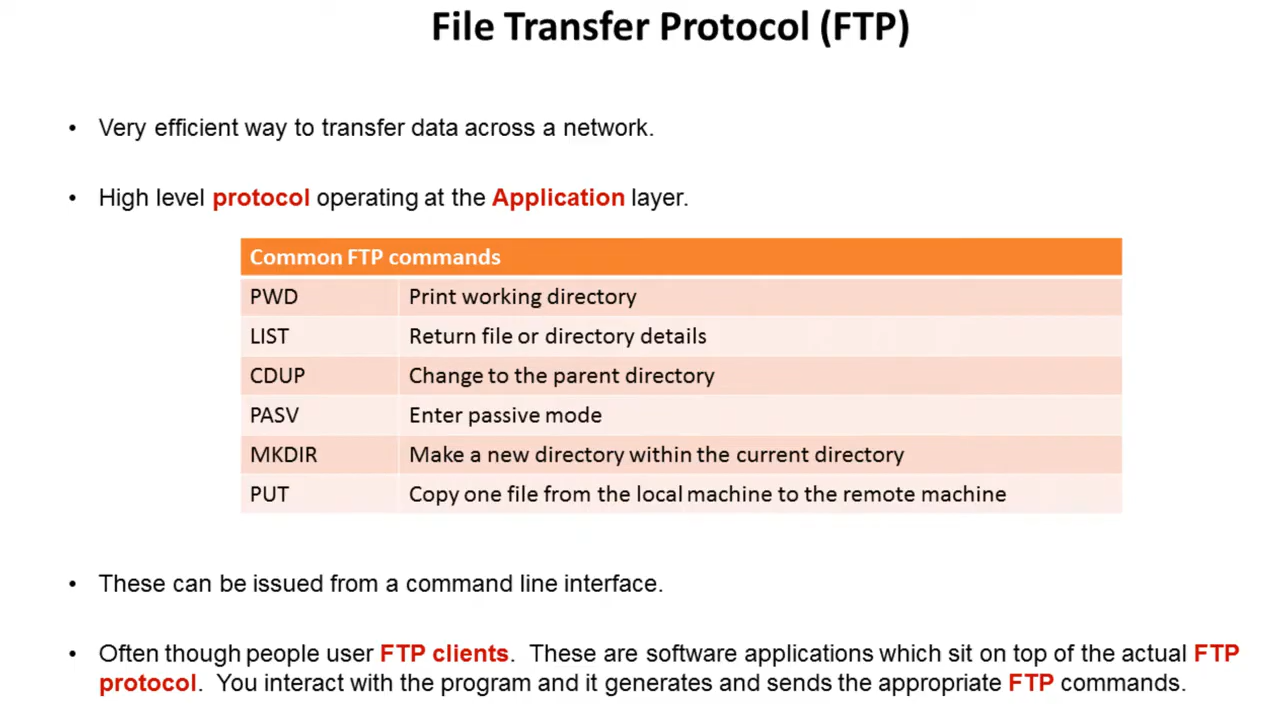 File Transfer Protocol (FTP)
• Very efficient way to transfer data across a network.
• High level protocol operating at the Application layer.
Common FTP commands
PWD Print working directory
LIST Return file or directory details
CDUP Change to the parent directory
PASV Enter passive mode
MKDIR Make a new directory within the current directory
PUT Copy one file from the local machine to the remote machine
• These can be issued from a command line interface.
• Often though people user FTP clients. These are software applications which sit on top of the actual FTP
protocol. You interact with the program and it generates and sends the appropriate FTP commands.